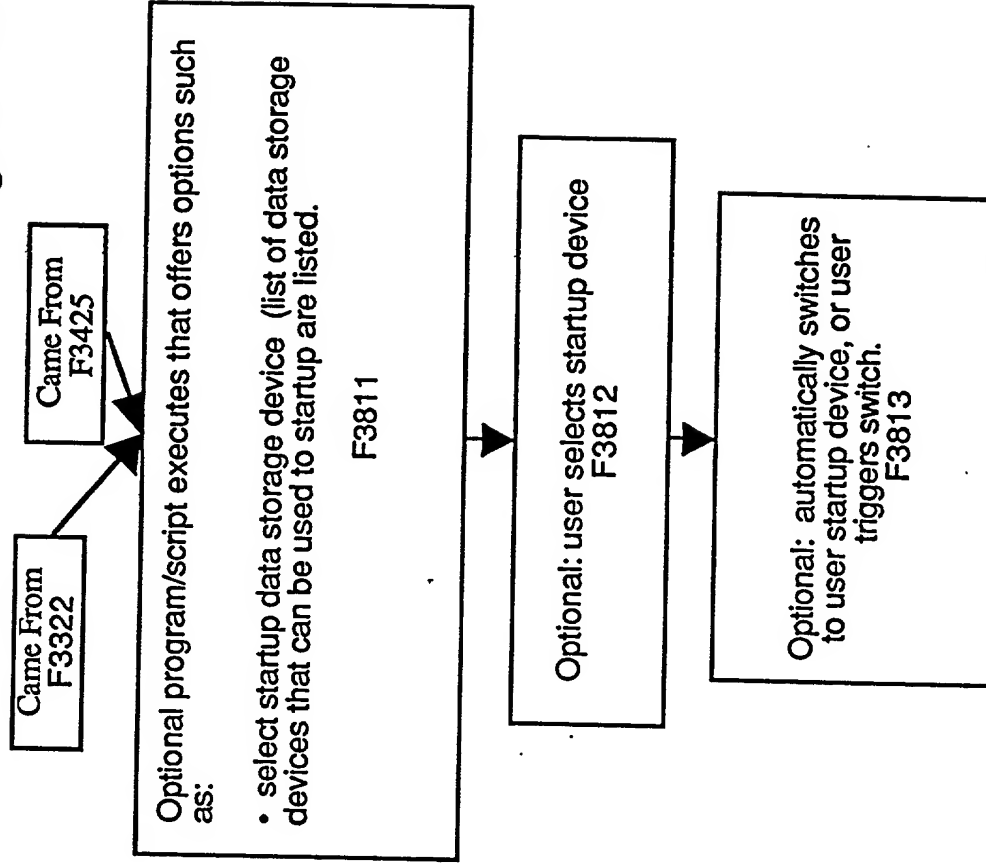 Came From
F3322
Came From
F3425
Optional program/script executes that offers options such
as:
• select startup data storage device (list of data storage
devices that can be used to startup are listed.
F3811
Optional: user selects startup device
F3812
Optional: automatically switches
to user startup device, or user
triggers switch.
F3813